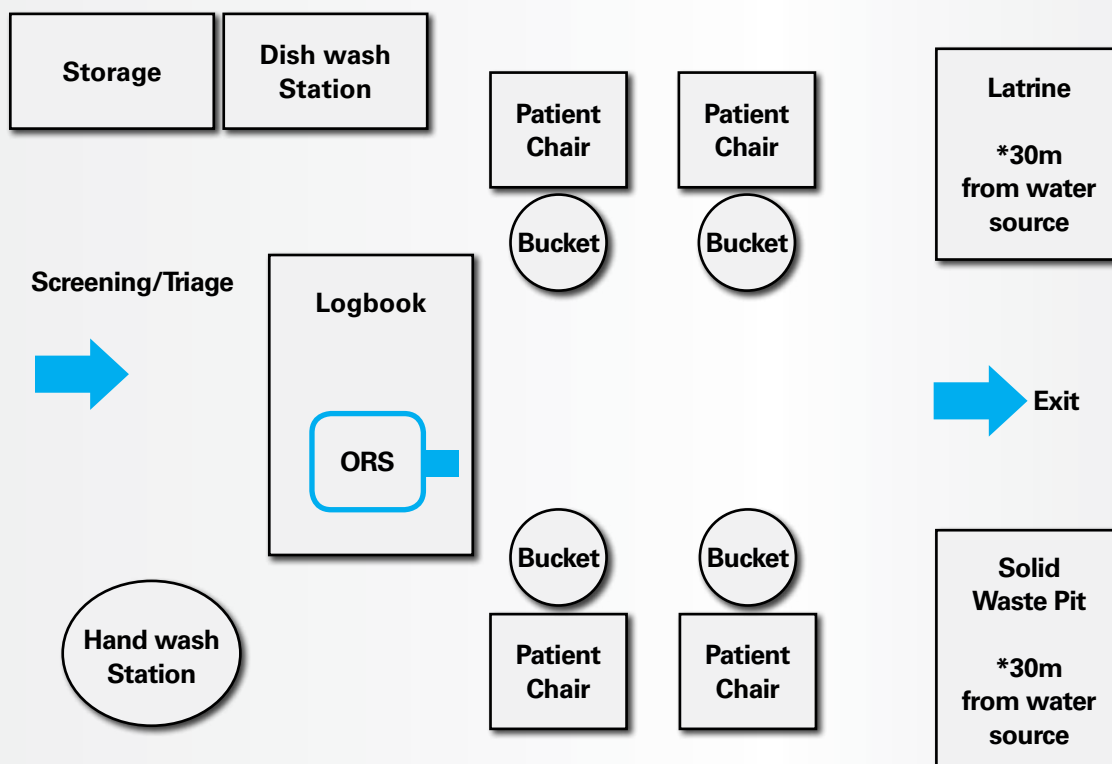 Storage
Dish wash
Station
Patient
Chair
Patient
Chair
Latrine
*30m
from water
source
Bucket
Bucket
Screening/Triage
Logbook
ORS
Exit
Bucket
Bucket
Hand wash
Station
Patient
Chair
Patient
Chair
Solid
Waste Pit
*30m
from water
source